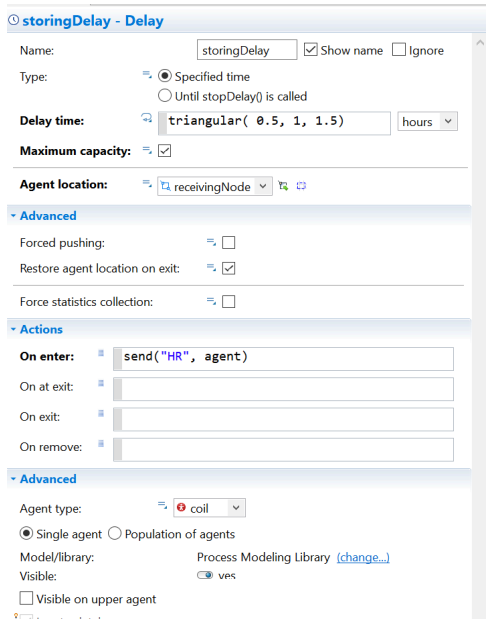 storingDelay - Delay
Name: storingDelay Show name Ignore
Type: Specified time
Until stopDelay() is called
Delay time: triangular( 0.5, 1, 1.5) hours
Maximum capacity:
Agent location: receivingNode
Advanced
Forced pushing:
Restore agent location on exit:
Force statistics collection:
Actions
On enter: send("HR", agent)
On at exit:
On exit:
On remove:
Advanced
Agent type: coil
Single agent Population of agents
Model/library: Process Modeling Library (change...)
Visible: yes
Visible on upper agent